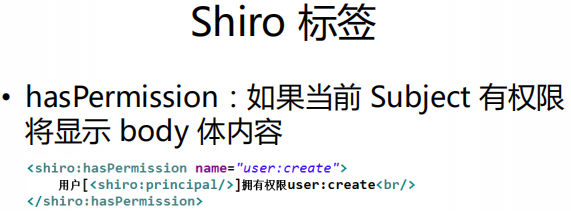 Shiro 标签
• hasPermission：如果当前 Subject 有权限
将显示 body 体内容
<shiro:hasPermission name="user:create">
用户[<shiro:principal/>]拥有权限user:create<br/>
</shiro:hasPermission>